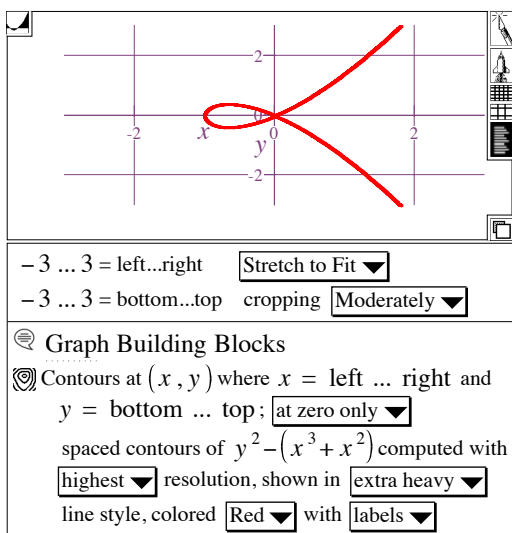 2
0
-2 x 0 2
y
-2
−3 ... 3 = left...right Stretch to Fit
−3 ... 3 = bottom...top cropping Moderately
Graph Building Blocks
Contours at (x , y) where x = left ... right and
y = bottom ... top; at zero only
spaced contours of y² − (x³ + x²) computed with
highest resolution, shown in extra heavy
line style, colored Red with labels